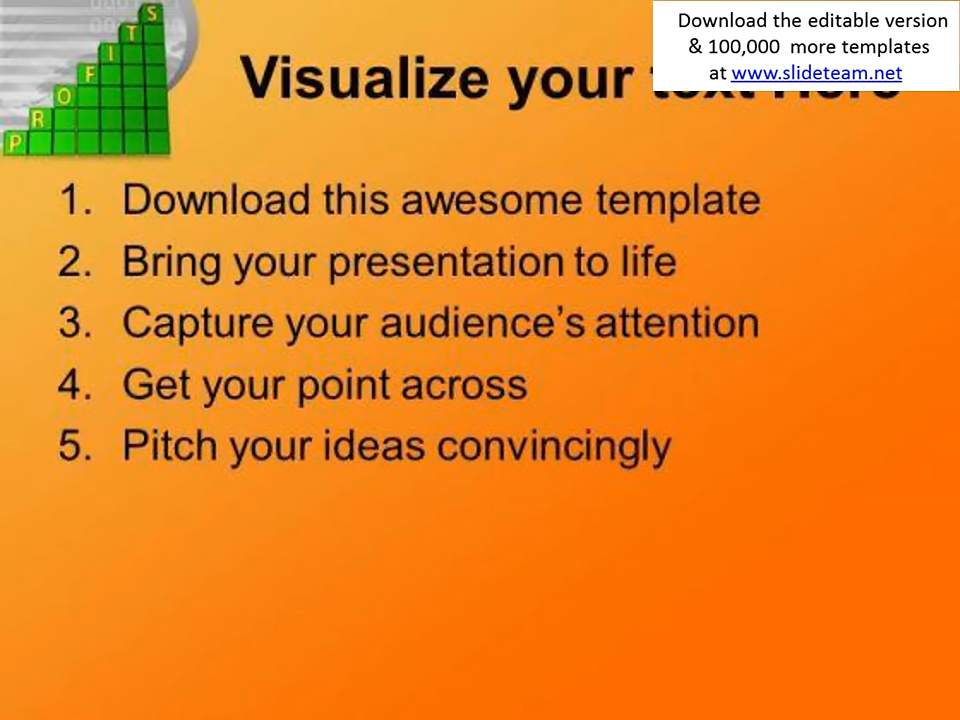 PROFITS
Download the editable version
& 100,000 more templates
at www.slideteam.net
Visualize your text Here
1. Download this awesome template
2. Bring your presentation to life
3. Capture your audience’s attention
4. Get your point across
5. Pitch your ideas convincingly